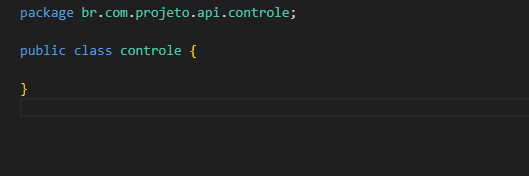 package br.com.projeto.api.controle;
public class controle {
}